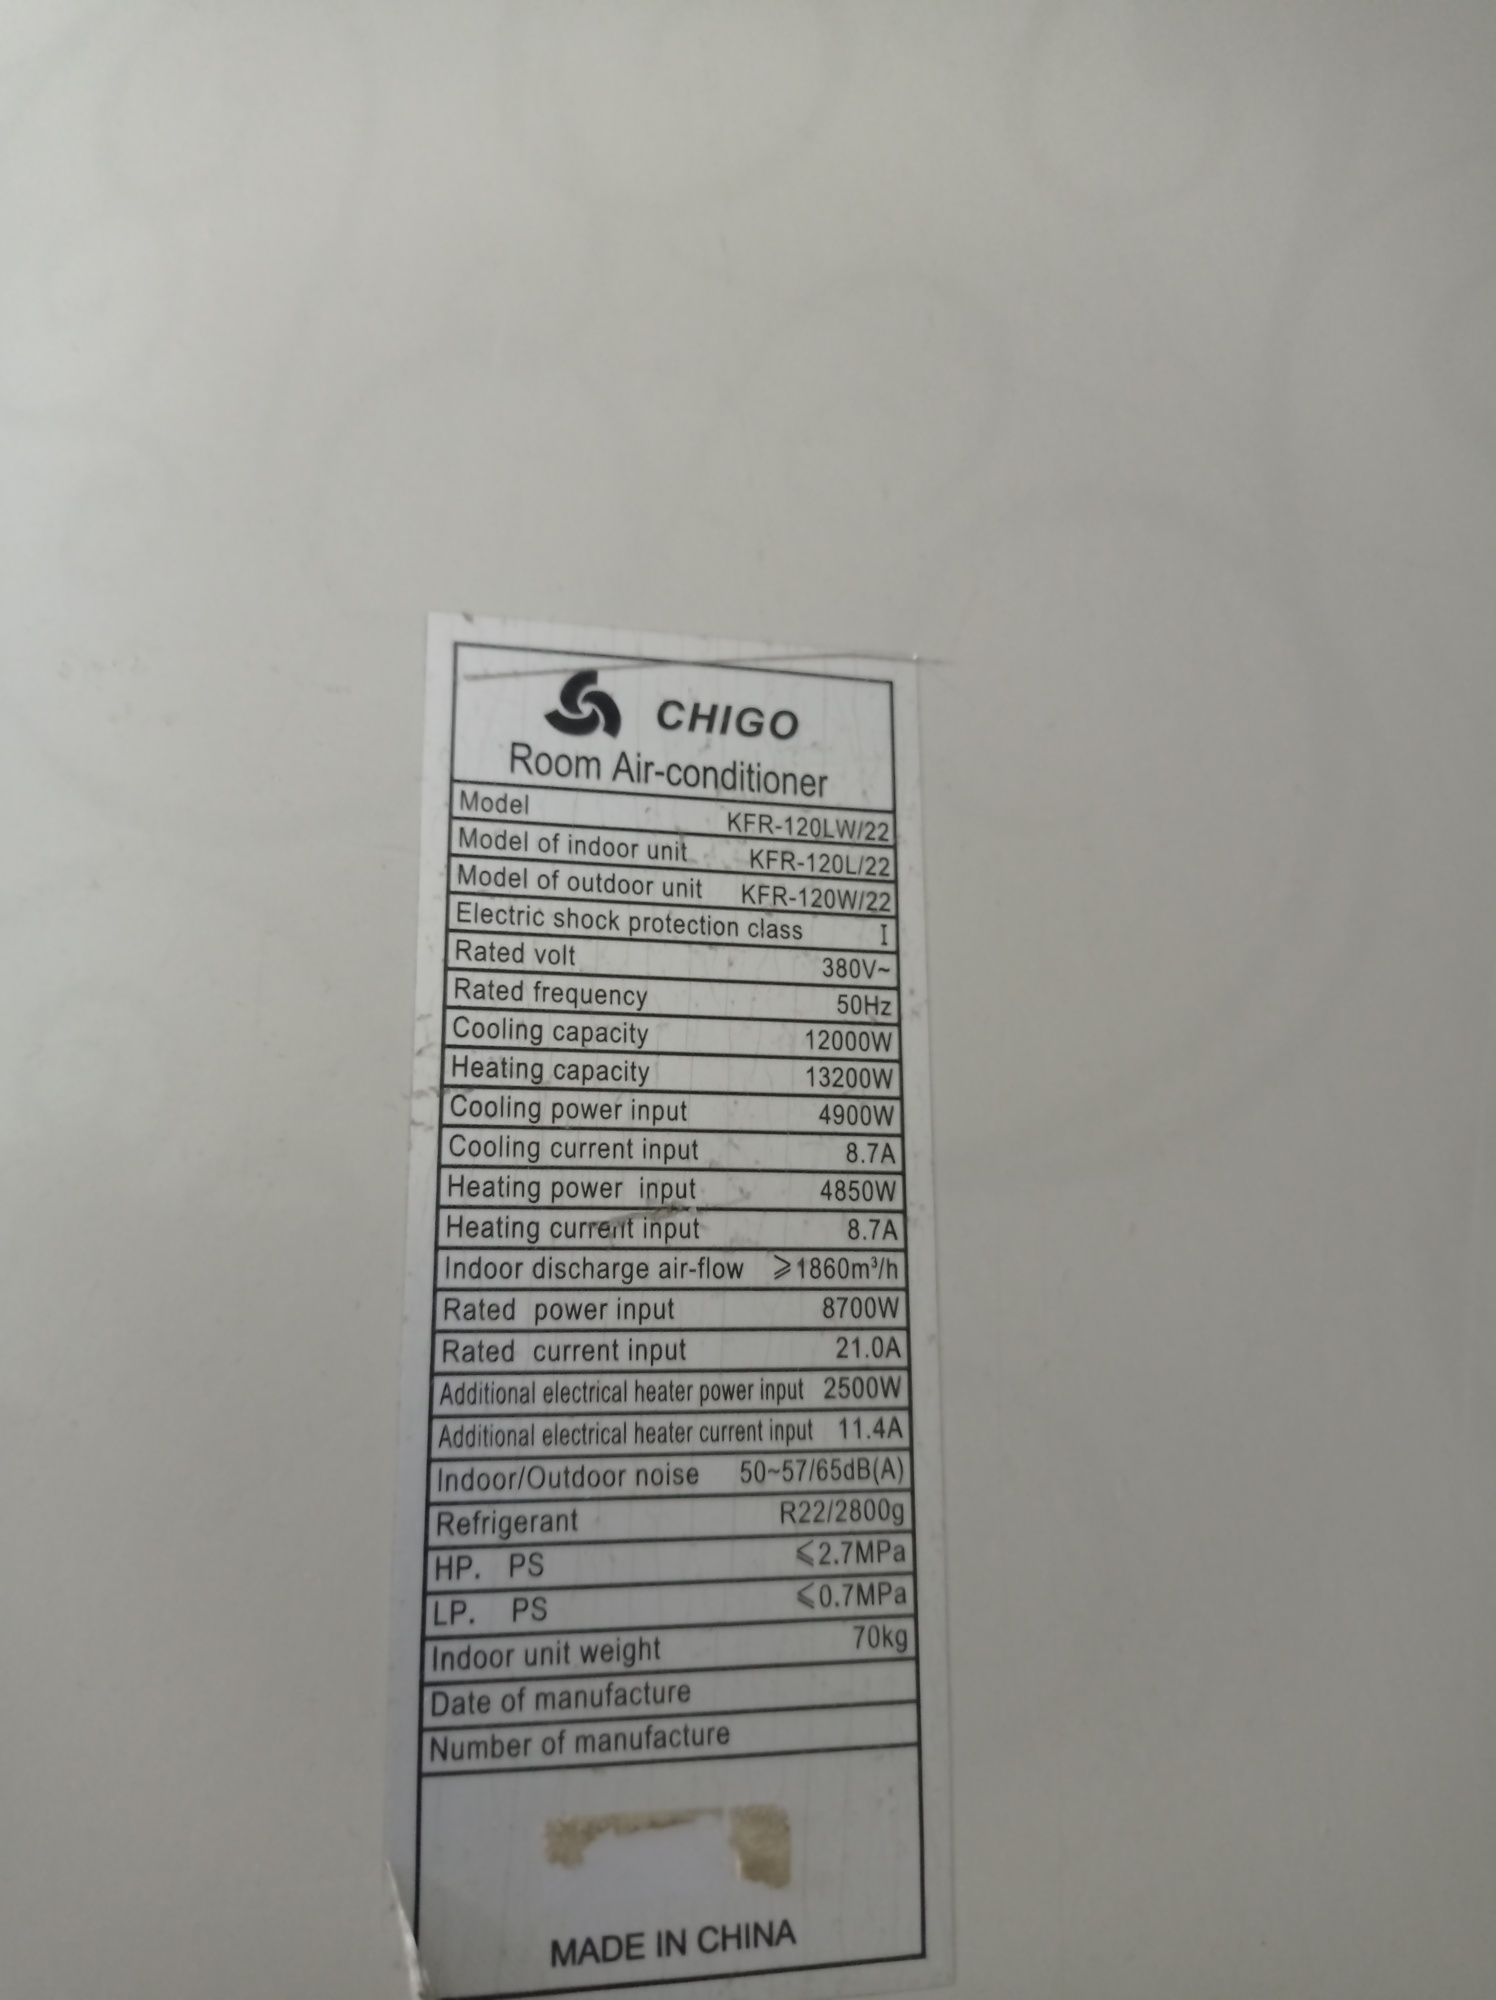 CHIGO
Room Air-conditioner
Model KFR-120LW/22
Model of indoor unit KFR-120L/22
Model of outdoor unit KFR-120W/22
Electric shock protection class I
Rated volt 380V~
Rated frequency 50Hz
Cooling capacity 12000W
Heating capacity 13200W
Cooling power input 4900W
Cooling current input 8.7A
Heating power input 4850W
Heating current input 8.7A
Indoor discharge air-flow ⩾1860m³/h
Rated power input 8700W
Rated current input 21.0A
Additional electrical heater power input 2500W
Additional electrical heater current input 11.4A
Indoor/Outdoor noise 50~57/65dB(A)
Refrigerant R22/2800g
HP. PS ⩽2.7MPa
LP. PS ⩽0.7MPa
Indoor unit weight 70kg
Date of manufacture
Number of manufacture
MADE IN CHINA